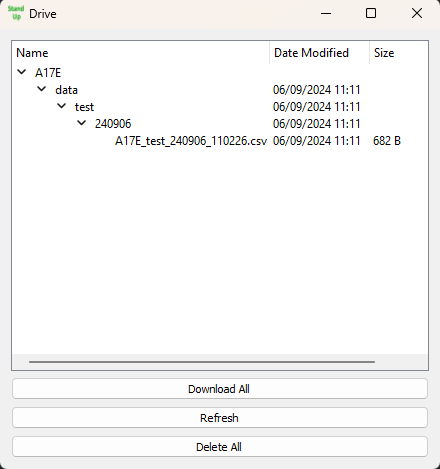 Stand
Up
Drive
Name Date Modified Size
A17E
data 06/09/2024 11:11
test 06/09/2024 11:11
240906 06/09/2024 11:11
A17E_test_240906_110226.csv 06/09/2024 11:11 682 B
Download All
Refresh
Delete All